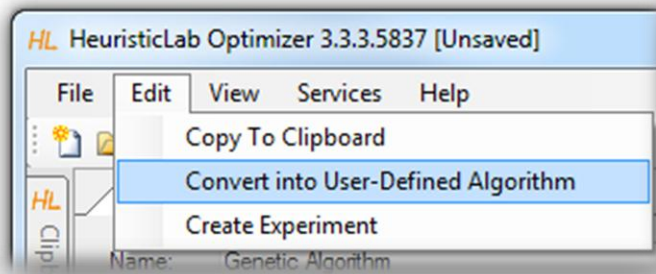 HL HeuristicLab Optimizer 3.3.3.5837 [Unsaved]
File Edit View Services Help
Copy To Clipboard
Convert into User-Defined Algorithm
Create Experiment
HL
Clipb
Name: Genetic Algorithm